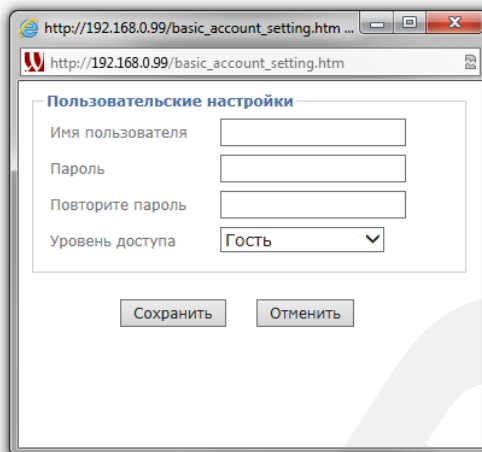 http://192.168.0.99/basic_account_setting.htm ...
http://192.168.0.99/basic_account_setting.htm
Пользовательские настройки
Имя пользователя
Пароль
Повторите пароль
Уровень доступа
Гость
Сохранить
Отменить